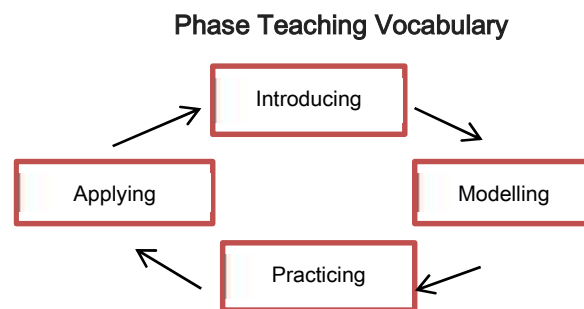 Phase Teaching Vocabulary
Introducing
Applying
Modelling
Practicing